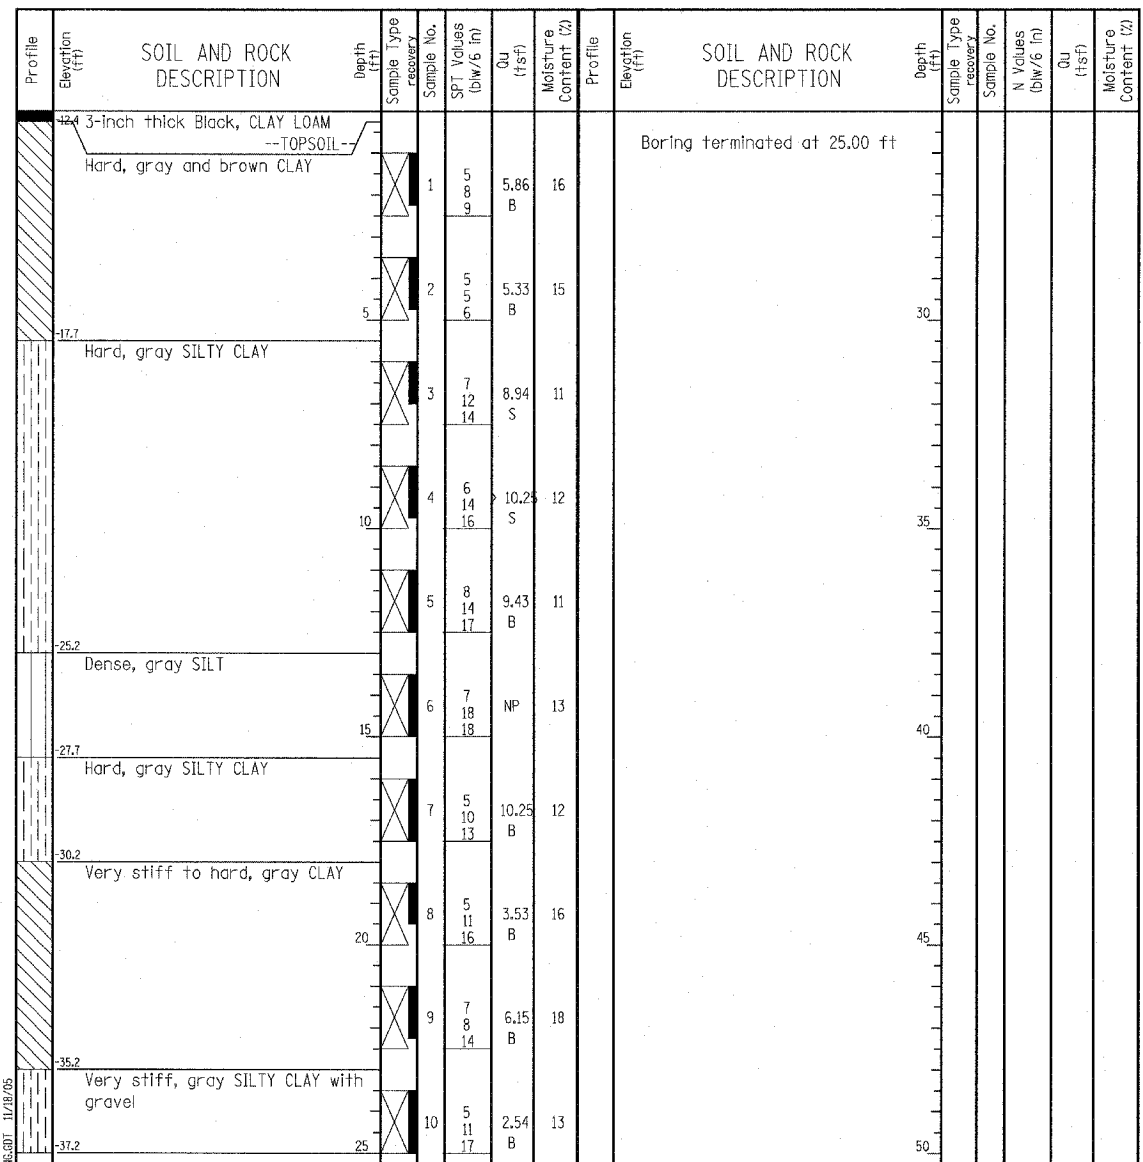 Profile
Elevation (ft)
SOIL AND ROCK DESCRIPTION
Depth (ft)
Sample Type recovery
Sample No.
SPT Values (blw/6 in)
Qu (tsf)
Moisture Content (%)
Profile
Elevation (ft)
SOIL AND ROCK DESCRIPTION
Depth (ft)
Sample Type recovery
Sample No.
N Values (blw/6 in)
Qu (tsf)
Moisture Content (%)
-12.4 3-inch thick Black, CLAY LOAM
--TOPSOIL--
Hard, gray and brown CLAY
1 5 8 9 5.86 B 16
2 5 5 6 5.33 B 15
5
-17.7
Hard, gray SILTY CLAY
3 7 12 14 8.94 S 11
4 6 14 16 > 10.25 S 12
10
5 8 14 17 9.43 B 11
-25.2
Dense, gray SILT
6 7 18 18 NP 13
15
-27.7
Hard, gray SILTY CLAY
7 5 10 13 10.25 B 12
-30.2
Very stiff to hard, gray CLAY
8 5 11 16 3.53 B 16
20
9 7 8 14 6.15 B 18
-35.2
Very stiff, gray SILTY CLAY with
gravel
10 5 11 17 2.54 B 13
-37.2 25
Boring terminated at 25.00 ft
30
35
40
45
50
.GDT 11/18/05